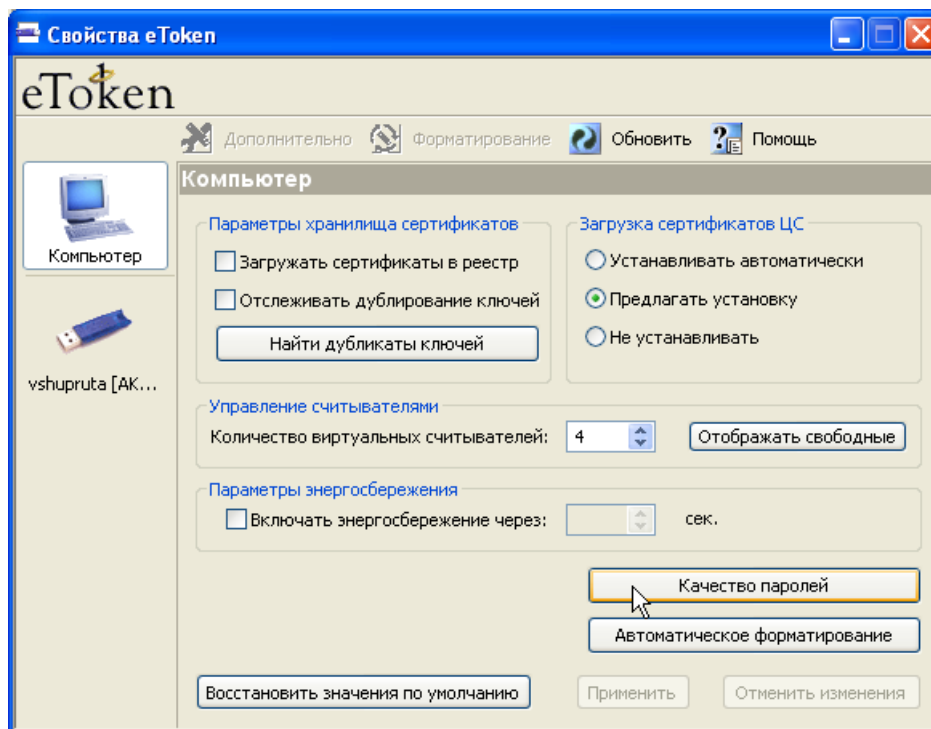 Свойства eToken
eToken
Дополнительно Форматирование Обновить Помощь
Компьютер
Компьютер
vshupruta [AK...
Параметры хранилища сертификатов
Загружать сертификаты в реестр
Отслеживать дублирование ключей
Найти дубликаты ключей
Загрузка сертификатов ЦС
Устанавливать автоматически
Предлагать установку
Не устанавливать
Управление считывателями
Количество виртуальных считывателей: 4 Отображать свободные
Параметры энергосбережения
Включать энергосбережение через: сек.
Качество паролей
Автоматическое форматирование
Восстановить значения по умолчанию Применить Отменить изменения